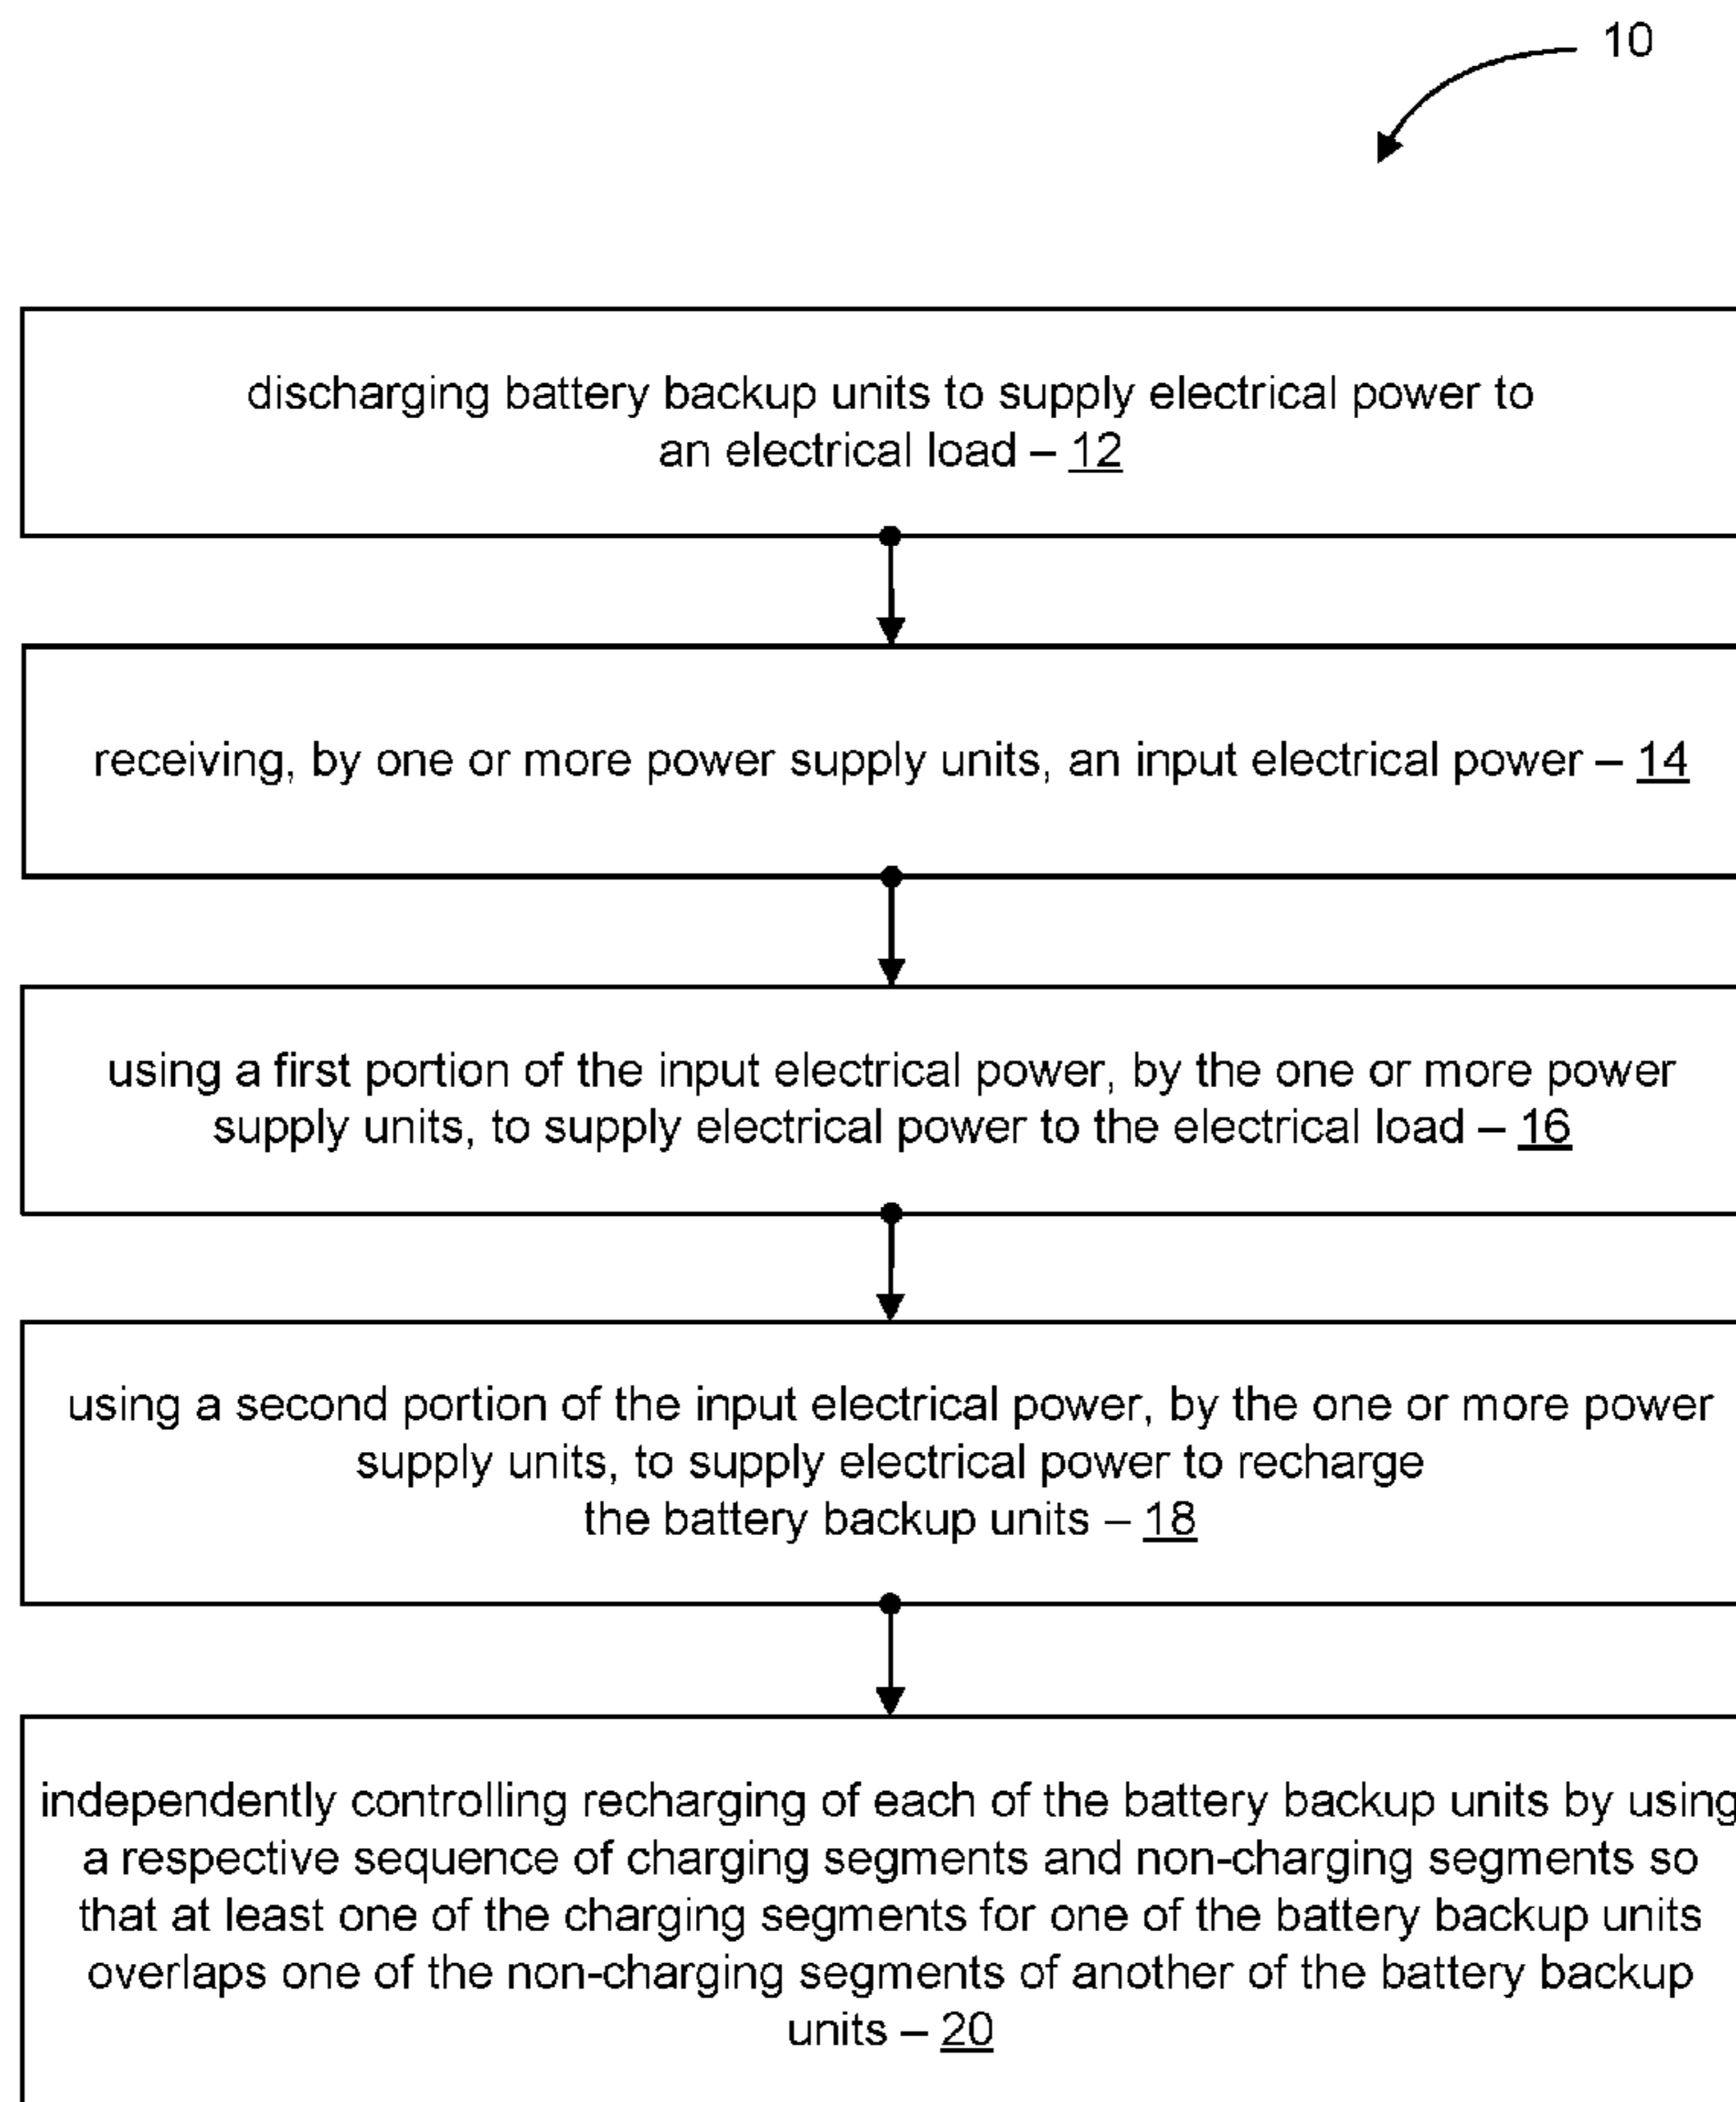 10
discharging battery backup units to supply electrical power to
an electrical load – 12
receiving, by one or more power supply units, an input electrical power – 14
using a first portion of the input electrical power, by the one or more power
supply units, to supply electrical power to the electrical load – 16
using a second portion of the input electrical power, by the one or more power
supply units, to supply electrical power to recharge
the battery backup units – 18
independently controlling recharging of each of the battery backup units by using
a respective sequence of charging segments and non-charging segments so
that at least one of the charging segments for one of the battery backup units
overlaps one of the non-charging segments of another of the battery backup
units – 20